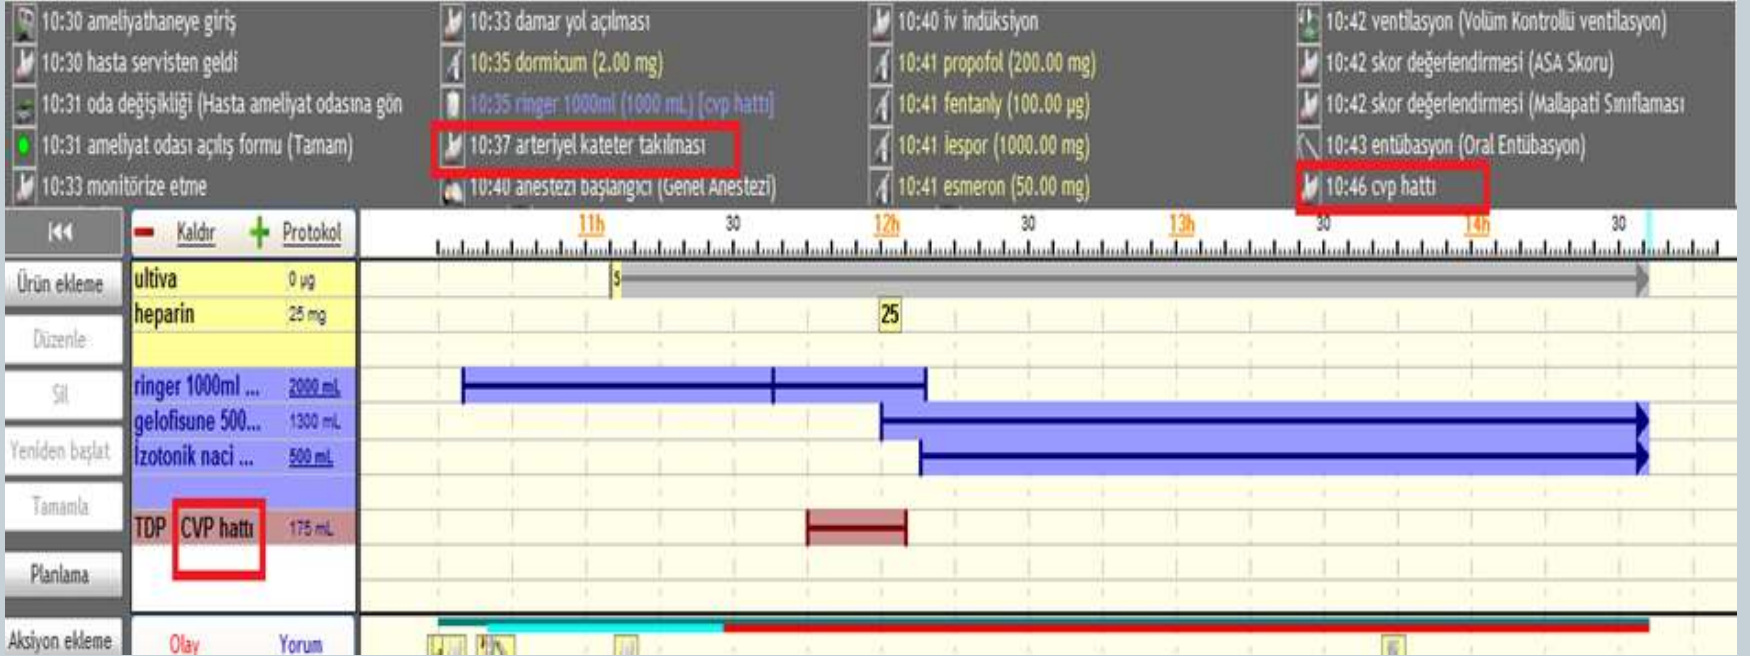 10:30 ameliyathaneye giriş
10:30 hasta servisten geldi
10:31 oda değişikliği (Hasta ameliyat odasına gön
10:31 ameliyat odası açılış formu (Tamam)
10:33 monitörize etme
10:33 damar yol açılması
10:35 dormicum (2.00 mg)
10:35 ringer 1000ml (1000 mL) [cvp hattı]
10:37 arteriyel kateter takılması
10:40 anestezi başlangıcı (Genel Anestezi)
10:40 iv indüksiyon
10:41 propofol (200.00 mg)
10:41 fentanly (100.00 µg)
10:41 lespor (1000.00 mg)
10:41 esmeron (50.00 mg)
10:42 ventilasyon (Volüm Kontrollü ventilasyon)
10:42 skor değerlendirmesi (ASA Skoru)
10:42 skor değerlendirmesi (Mallapati Sınıflaması
10:43 entübasyon (Oral Entübasyon)
10:46 cvp hattı
Kaldır Protokol
11h 30 12h 30 13h 30 14h 30
Ürün ekleme
Düzenle
Sil
Yeniden başlat
Tamamla
Planlama
Aksiyon ekleme
ultiva 0 µg 5
heparin 25 mg 25
ringer 1000ml ... 2000 mL
gelofisune 500... 1300 mL
İzotonik naci ... 500 mL
TDP CVP hattı 175 mL
Olay Yorum